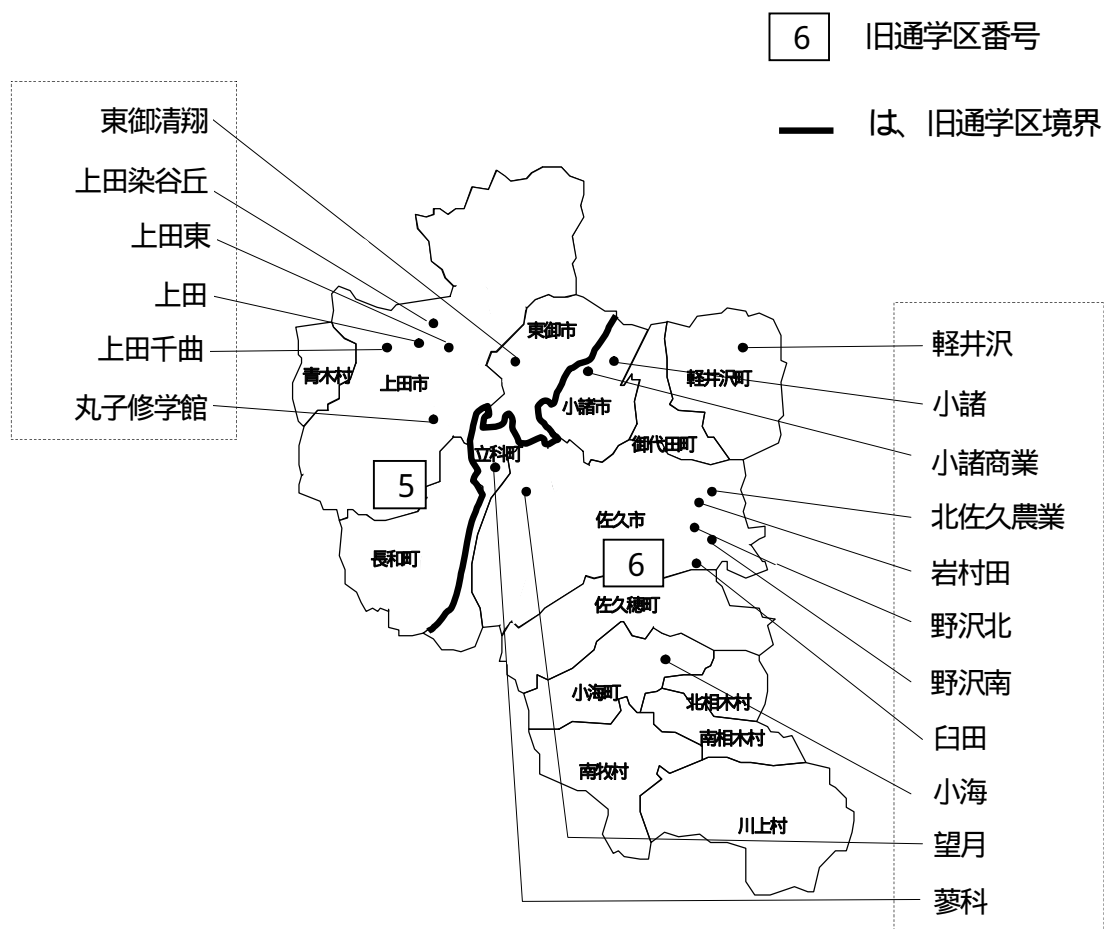 6 旧通学区番号
は、旧通学区境界
東御清翔
上田染谷丘
上田東
上田
上田千曲
丸子修学館
東御市
青木村
上田市
小諸市
軽井沢町
御代田町
立科町
5
佐久市
6
長和町
佐久穂町
小海町
北相木村
南相木村
南牧村
川上村
軽井沢
小諸
小諸商業
北佐久農業
岩村田
野沢北
野沢南
臼田
小海
望月
蓼科